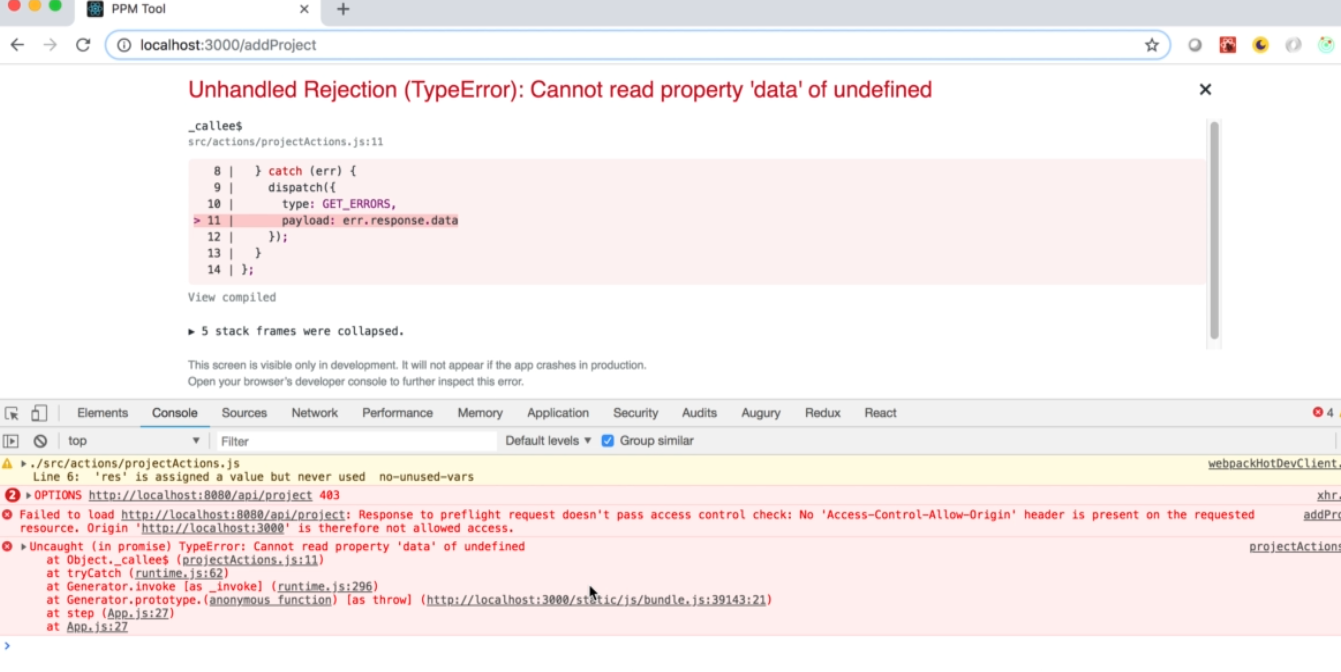 PPM Tool
localhost:3000/addProject
Unhandled Rejection (TypeError): Cannot read property 'data' of undefined
_callee$
src/actions/projectActions.js:11
8 | } catch (err) {
9 | dispatch({
10 | type: GET_ERRORS,
> 11 | payload: err.response.data
12 | });
13 | }
14 | };
View compiled
▶ 5 stack frames were collapsed.
This screen is visible only in development. It will not appear if the app crashes in production.
Open your browser's developer console to further inspect this error.
Elements Console Sources Network Performance Memory Application Security Audits Augury Redux React 4
top Filter Default levels ▼ Group similar
▶./src/actions/projectActions.js webpackHotDevClient.
Line 6: 'res' is assigned a value but never used no-unused-vars
2 ▶OPTIONS http://localhost:8080/api/project 403 xhr.
Failed to load http://localhost:8080/api/project: Response to preflight request doesn't pass access control check: No 'Access-Control-Allow-Origin' header is present on the requested addPro
resource. Origin 'http://localhost:3000' is therefore not allowed access.
▶Uncaught (in promise) TypeError: Cannot read property 'data' of undefined projectActions
at Object._callee$ (projectActions.js:11)
at tryCatch (runtime.js:62)
at Generator.invoke [as _invoke] (runtime.js:296)
at Generator.prototype.(anonymous function) [as throw] (http://localhost:3000/static/js/bundle.js:39143:21)
at step (App.js:27)
at App.js:27